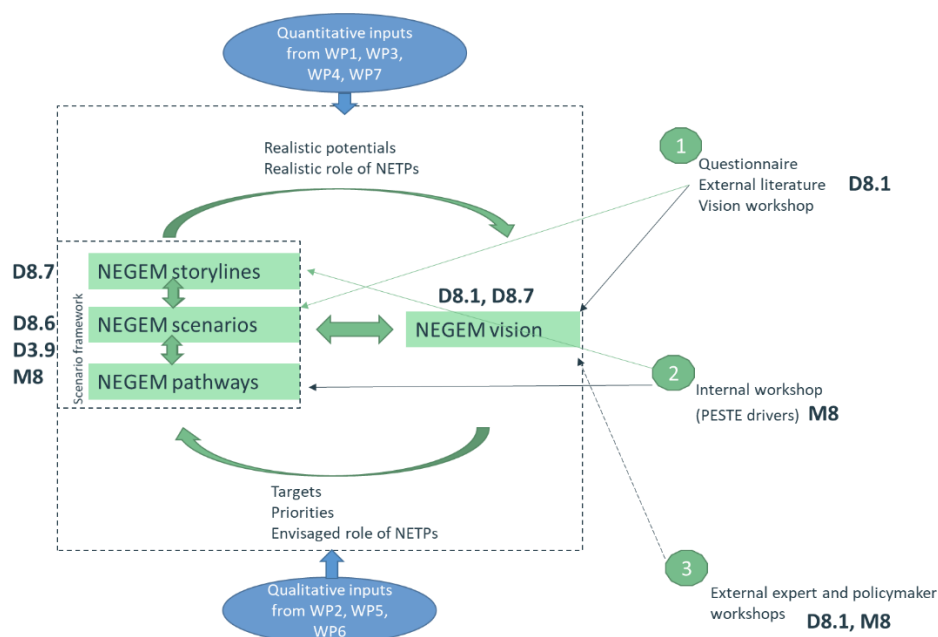 Quantitative inputs
from WP1, WP3,
WP4, WP7
Realistic potentials
Realistic role of NETPs
1
Questionnaire
External literature
Vision workshop
D8.1
D8.7
NEGEM storylines
D8.6
NEGEM scenarios
D3.9
M8
NEGEM pathways
Scenario framework
D8.1, D8.7
NEGEM vision
2
Internal workshop
(PESTE drivers) M8
Targets
Priorities
Envisaged role of NETPs
3
External expert and policymaker
workshops
D8.1, M8
Qualitative inputs
from WP2, WP5,
WP6